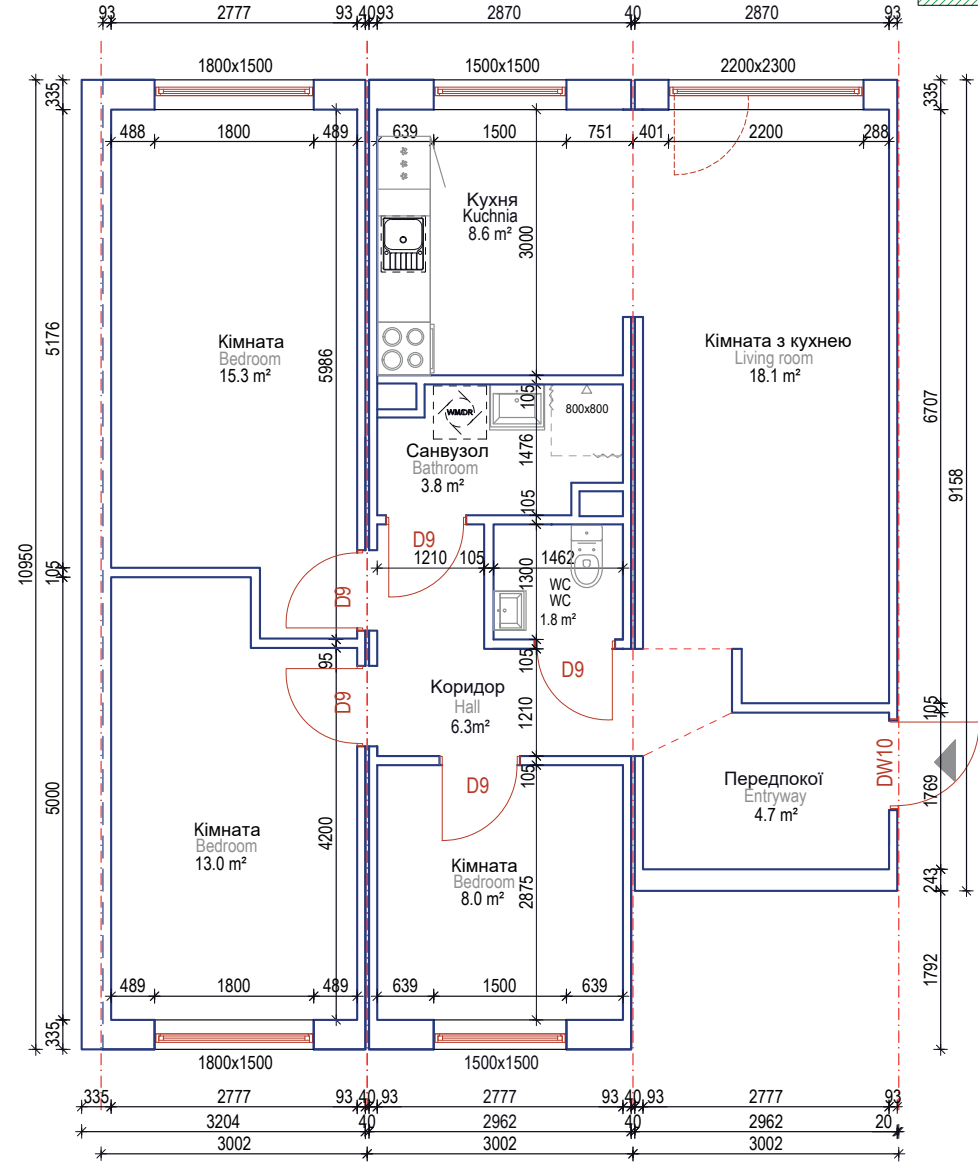 93 2777 93 40 93 2870 40 2870 93
1800x1500 1500x1500 2200x2300
335 335
488 1800 489 639 1500 751 401 2200 288
Кухня
Kuchnia
8.6 m²
3000
5176
5986
Кімната
Bedroom
15.3 m²
Кімната з кухнею
Living room
18.1 m²
6707
9158
105
WM/DR
800x800
1476
Санвузол
Bathroom
3.8 m²
105
10950
105
D9
D9
1210 105 1462
1300
WC
WC
1.8 m²
95
D9
105
D9
Коридор
Hall
6.3m²
1210
105
105
D9
DW10
1769
Передпокої
Entryway
4.7 m²
5000
4200
Кімната
Bedroom
13.0 m²
Кімната
Bedroom
8.0 m²
2875
243
1792
489 1800 489 639 1500 639
335
1800x1500 1500x1500
335 2777 93 40 93 2777 93 40 93 2777 93
3204 40 2962 40 2962 20
3002 3002 3002